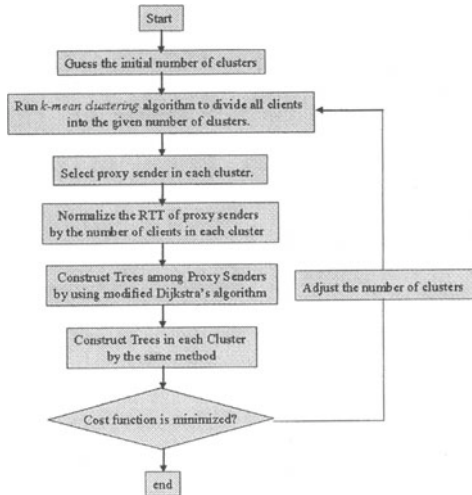 Start
Guess the initial number of clusters
Run k-mean clustering algorithm to divide all clients
into the given number of clusters.
Select proxy sender in each cluster.
Normalize the RTT of proxy senders
by the number of clients in each cluster
Construct Trees among Proxy Senders
by using modified Dijkstra's algorithm
Adjust the number of clusters
Construct Trees in each Cluster
by the same method
Cost function is minimized?
end